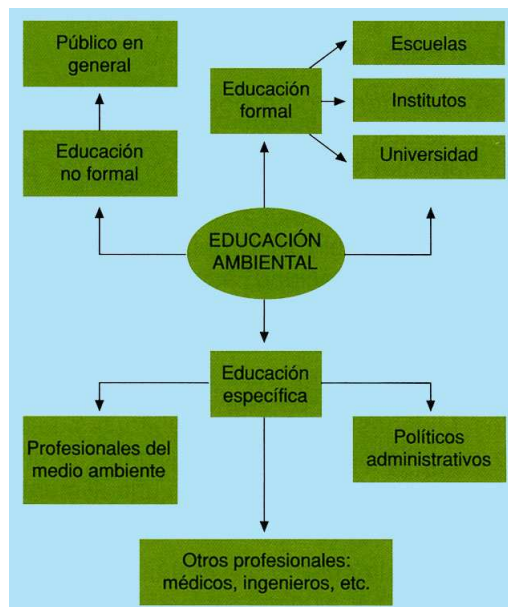 Público en
general
Educación
formal
Escuelas
Institutos
Universidad
Educación
no formal
EDUCACIÓN
AMBIENTAL
Educación
específica
Profesionales del
medio ambiente
Políticos
administrativos
Otros profesionales:
médicos, ingenieros, etc.